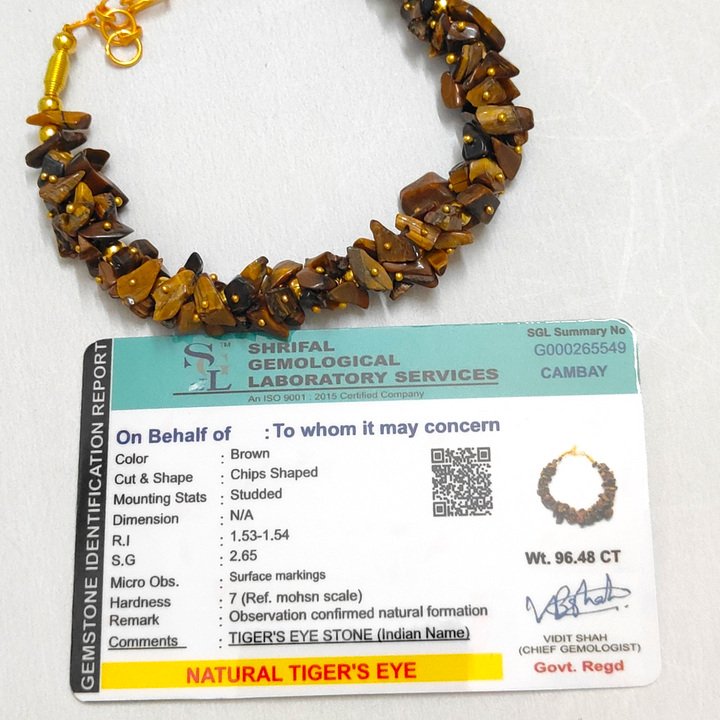 GEMSTONE IDENTIFICATION REPORT
SGL ™
SHRIFAL
GEMOLOGICAL
LABORATORY SERVICES
An ISO 9001 : 2015 Certified Company
SGL Summary No
G000265549
CAMBAY
On Behalf of : To whom it may concern
Color : Brown
Cut & Shape : Chips Shaped
Mounting Stats : Studded
Dimension : N/A
R.I : 1.53-1.54
S.G : 2.65
Micro Obs. : Surface markings
Hardness : 7 (Ref. mohsn scale)
Remark : Observation confirmed natural formation
Comments : TIGER'S EYE STONE (Indian Name)
NATURAL TIGER'S EYE
Wt. 96.48 CT
VIDIT SHAH
(CHIEF GEMOLOGIST)
Govt. Regd